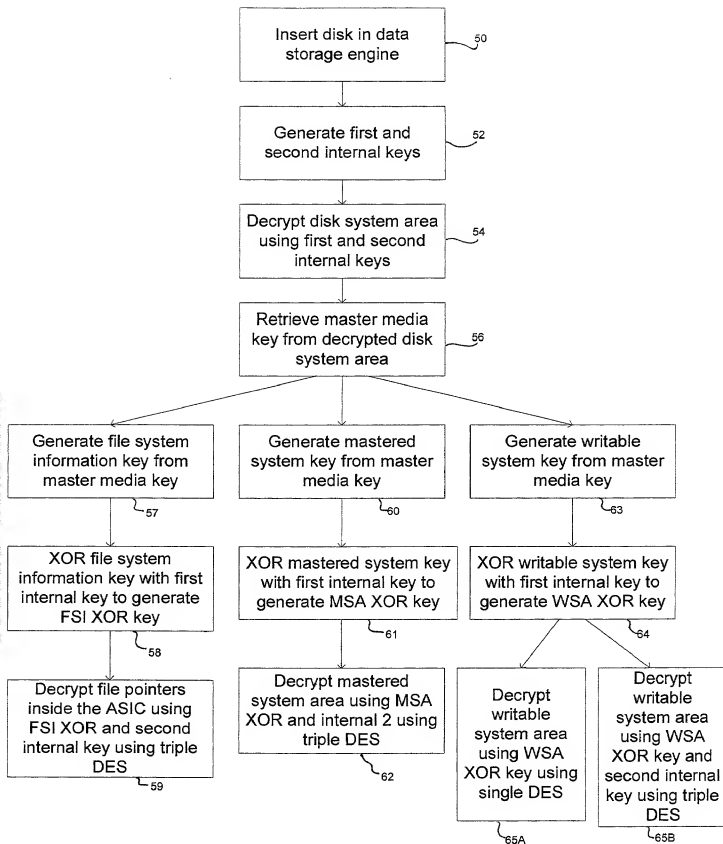 Insert disk in data
storage engine
50
Generate first and
second internal keys
52
Decrypt disk system area
using first and second
internal keys
54
Retrieve master media
key from decrypted disk
system area
56
Generate file system
information key from
master media key
57
Generate mastered
system key from master
media key
60
Generate writable
system key from master
media key
63
XOR file system
information key with first
internal key to generate
FSI XOR key
58
XOR mastered system key
with first internal key to
generate MSA XOR key
61
XOR writable system key
with first internal key to
generate WSA XOR key
64
Decrypt file pointers
inside the ASIC using
FSI XOR and second
internal key using triple
DES
59
Decrypt mastered
system area using MSA
XOR and internal 2 using
triple DES
62
Decrypt
writable
system area
using WSA
XOR key using
single DES
65A
Decrypt
writable
system area
using WSA
XOR key and
second internal
key using triple
DES
65B